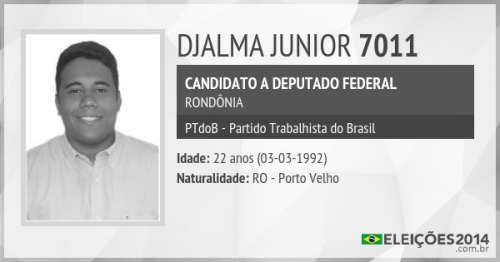 DJALMA JUNIOR 7011
CANDIDATO A DEPUTADO FEDERAL
RONDÔNIA
PTdoB - Partido Trabalhista do Brasil
Idade: 22 anos (03-03-1992)
Naturalidade: RO - Porto Velho
ELEIÇÕES2014
.com.br